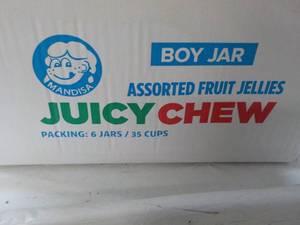 BOY JAR
MANDISA
ASSORTED FRUIT JELLIES
JUICY CHEW
PACKING: 6 JARS / 35 CUPS